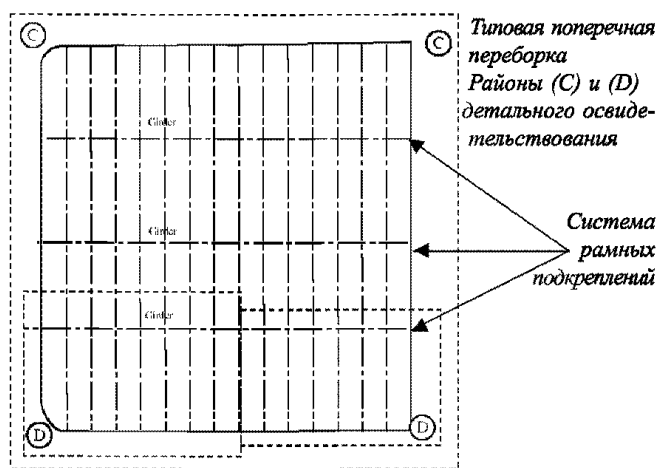 C
C
Типовая поперечная
переборка
Районы (C) и (D)
детального освиде-
тельствования
Girder
Girder
Система
рамных
подкреплений
Girder
D
D